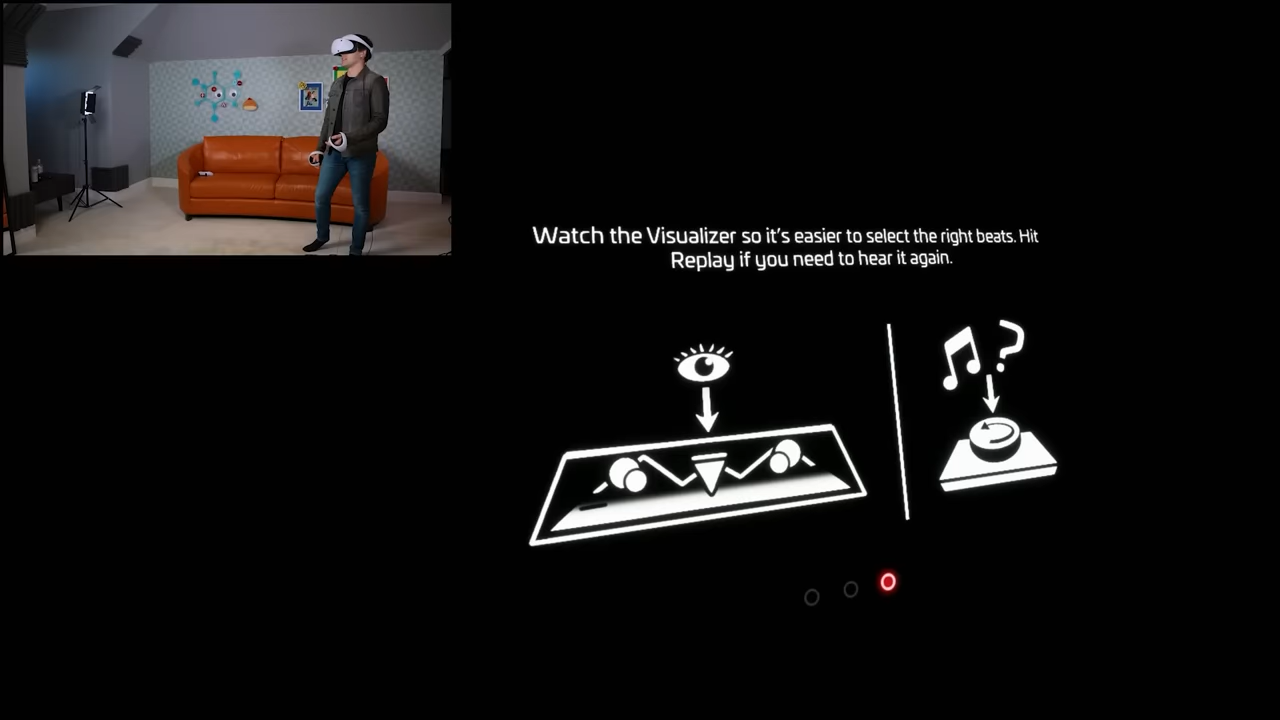 Watch the Visualizer so it's easier to select the right beats. Hit
Replay if you need to hear it again.